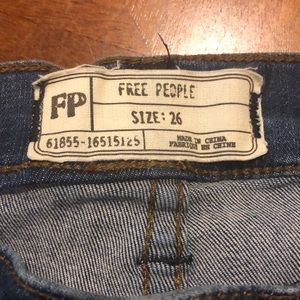 FP
FREE PEOPLE
SIZE: 26
61855-16515125
MADE IN CHINA
FABRIQUE EN CHINE